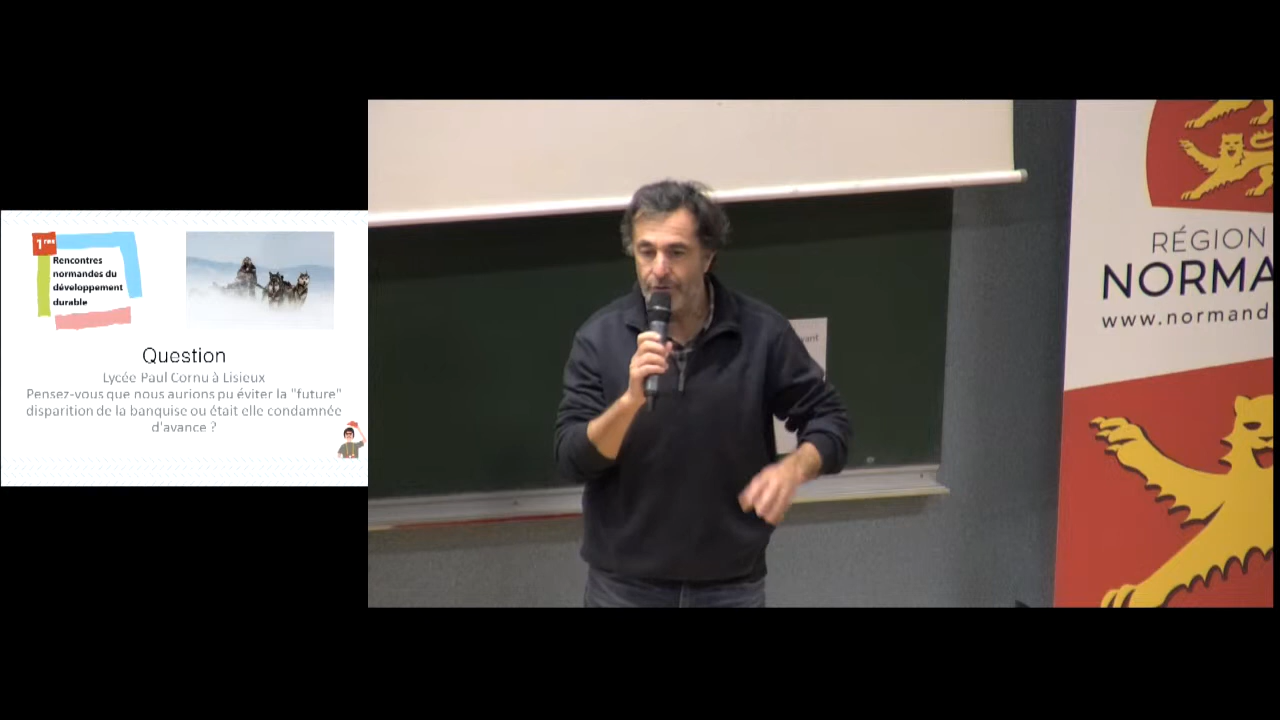 1res
Rencontres
normandes du
développement
durable
Question
Lycée Paul Cornu à Lisieux
Pensez-vous que nous aurions pu éviter la "future"
disparition de la banquise ou était elle condamnée
d'avance ?
RÉGION
NORMA
www.normand